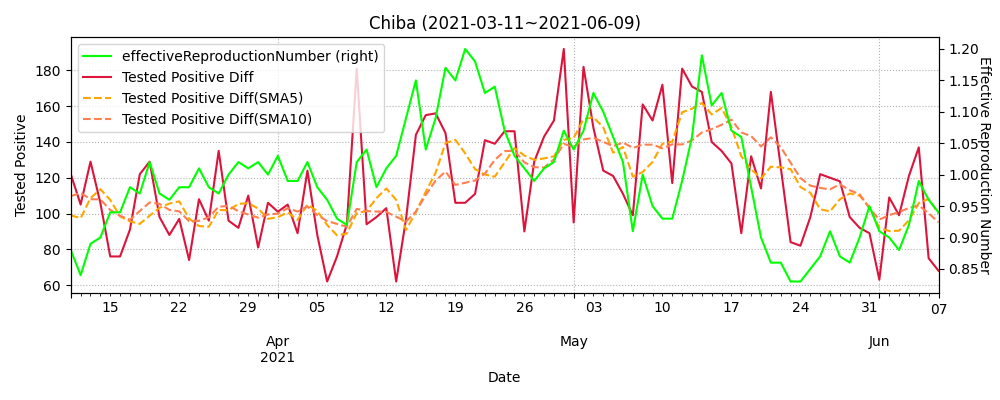 Chiba (2021-03-11~2021-06-09)
effectiveReproductionNumber (right)
Tested Positive Diff
Tested Positive Diff(SMA5)
Tested Positive Diff(SMA10)
Tested Positive
180
160
140
120
100
80
60
1.20
1.15
1.10
1.05
1.00
0.95
0.90
0.85
Effective Reproduction Number
15 22 29 05 12 19 26 03 10 17 24 31 07
Apr May Jun
2021
Date